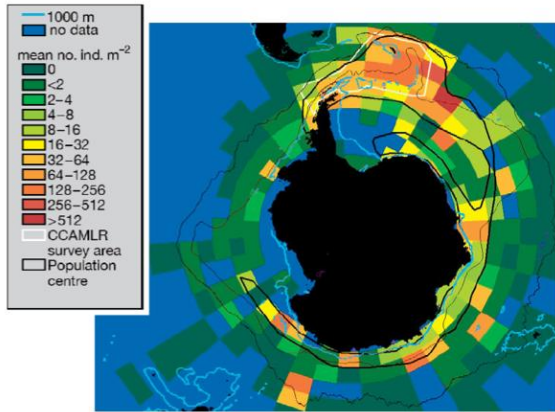 1000 m
no data
mean no. ind. m⁻²
0
<2
2–4
4–8
8–16
16–32
32–64
64–128
128–256
256–512
>512
CCAMLR
survey area
Population
centre